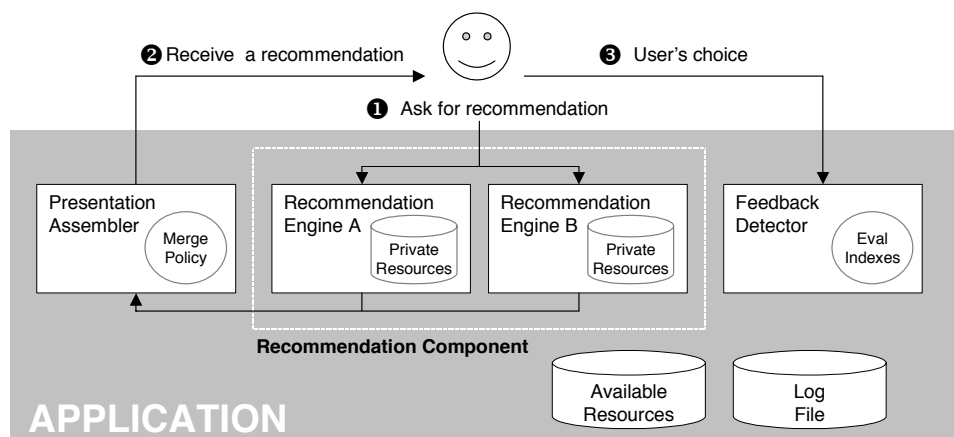 ❷ Receive a recommendation
❸ User's choice
❶ Ask for recommendation
Presentation
Assembler
Merge
Policy
Recommendation
Engine A
Private
Resources
Recommendation
Engine B
Private
Resources
Feedback
Detector
Eval
Indexes
Recommendation Component
Available
Resources
Log
File
APPLICATION